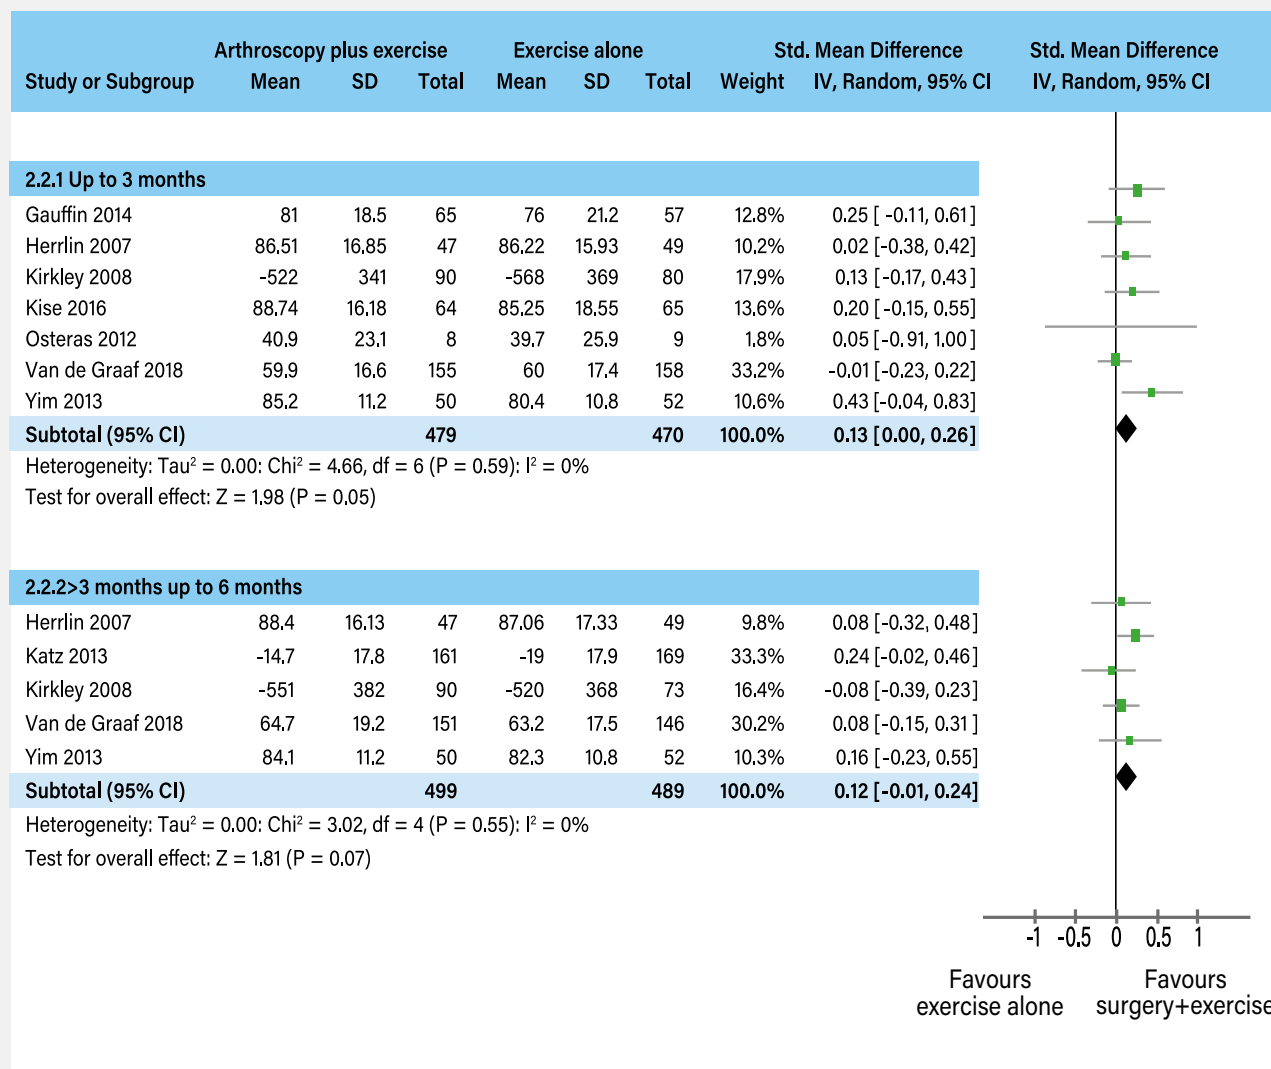 Arthroscopy plus exercise Exercise alone Std. Mean Difference Std. Mean Difference
Study or Subgroup Mean SD Total Mean SD Total Weight IV, Random, 95% CI IV, Random, 95% CI
2.2.1 Up to 3 months
Gauffin 2014 81 18.5 65 76 21.2 57 12.8% 0.25 [ -0.11, 0.61]
Herrlin 2007 86.51 16.85 47 86.22 15.93 49 10.2% 0.02 [-0.38, 0.42]
Kirkley 2008 -522 341 90 -568 369 80 17.9% 0.13 [-0.17, 0.43]
Kise 2016 88.74 16.18 64 85.25 18.55 65 13.6% 0.20 [-0.15, 0.55]
Osteras 2012 40.9 23.1 8 39.7 25.9 9 1.8% 0.05 [-0.91, 1.00]
Van de Graaf 2018 59.9 16.6 155 60 17.4 158 33.2% -0.01 [-0.23, 0.22]
Yim 2013 85.2 11.2 50 80.4 10.8 52 10.6% 0.43 [-0.04, 0.83]
Subtotal (95% CI) 479 470 100.0% 0.13 [0.00, 0.26]
Heterogeneity: Tau² = 0.00: Chi² = 4.66, df = 6 (P = 0.59): I² = 0%
Test for overall effect: Z = 1.98 (P = 0.05)
2.2.2>3 months up to 6 months
Herrlin 2007 88.4 16.13 47 87.06 17.33 49 9.8% 0.08 [-0.32, 0.48]
Katz 2013 -14.7 17.8 161 -19 17.9 169 33.3% 0.24 [-0.02, 0.46]
Kirkley 2008 -551 382 90 -520 368 73 16.4% -0.08 [-0.39, 0.23]
Van de Graaf 2018 64.7 19.2 151 63.2 17.5 146 30.2% 0.08 [-0.15, 0.31]
Yim 2013 84.1 11.2 50 82.3 10.8 52 10.3% 0.16 [-0.23, 0.55]
Subtotal (95% CI) 499 489 100.0% 0.12 [-0.01, 0.24]
Heterogeneity: Tau² = 0.00: Chi² = 3.02, df = 4 (P = 0.55): I² = 0%
Test for overall effect: Z = 1.81 (P = 0.07)
-1 -0.5 0 0.5 1
Favours Favours
exercise alone surgery+exercise